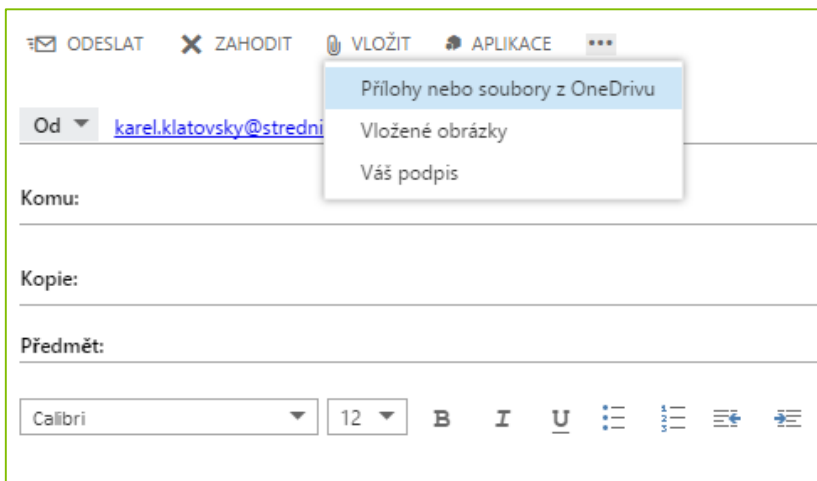 ODESLAT ZAHODIT VLOŽIT APLIKACE •••
Přílohy nebo soubory z OneDrivu
Vložené obrázky
Váš podpis
Od karel.klatovsky@stredni
Komu:
Kopie:
Předmět:
Calibri 12 B I U